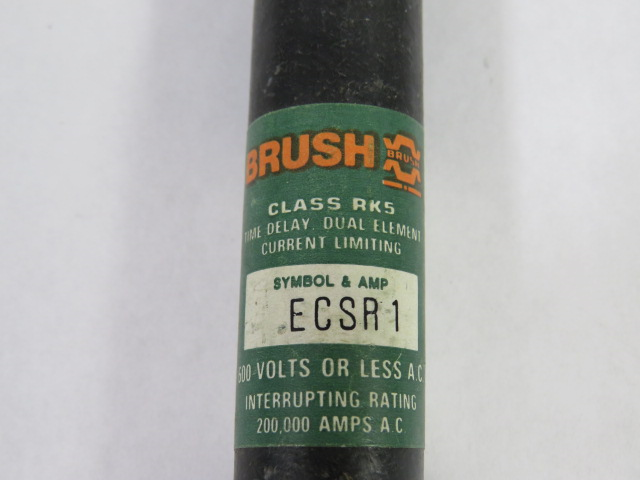 BRUSH BRUSH
CLASS RK5
TIME DELAY. DUAL ELEMENT
CURRENT LIMITING
SYMBOL & AMP
ECSR 1
600 VOLTS OR LESS A.C.
INTERRUPTING RATING
200,000 AMPS A.C